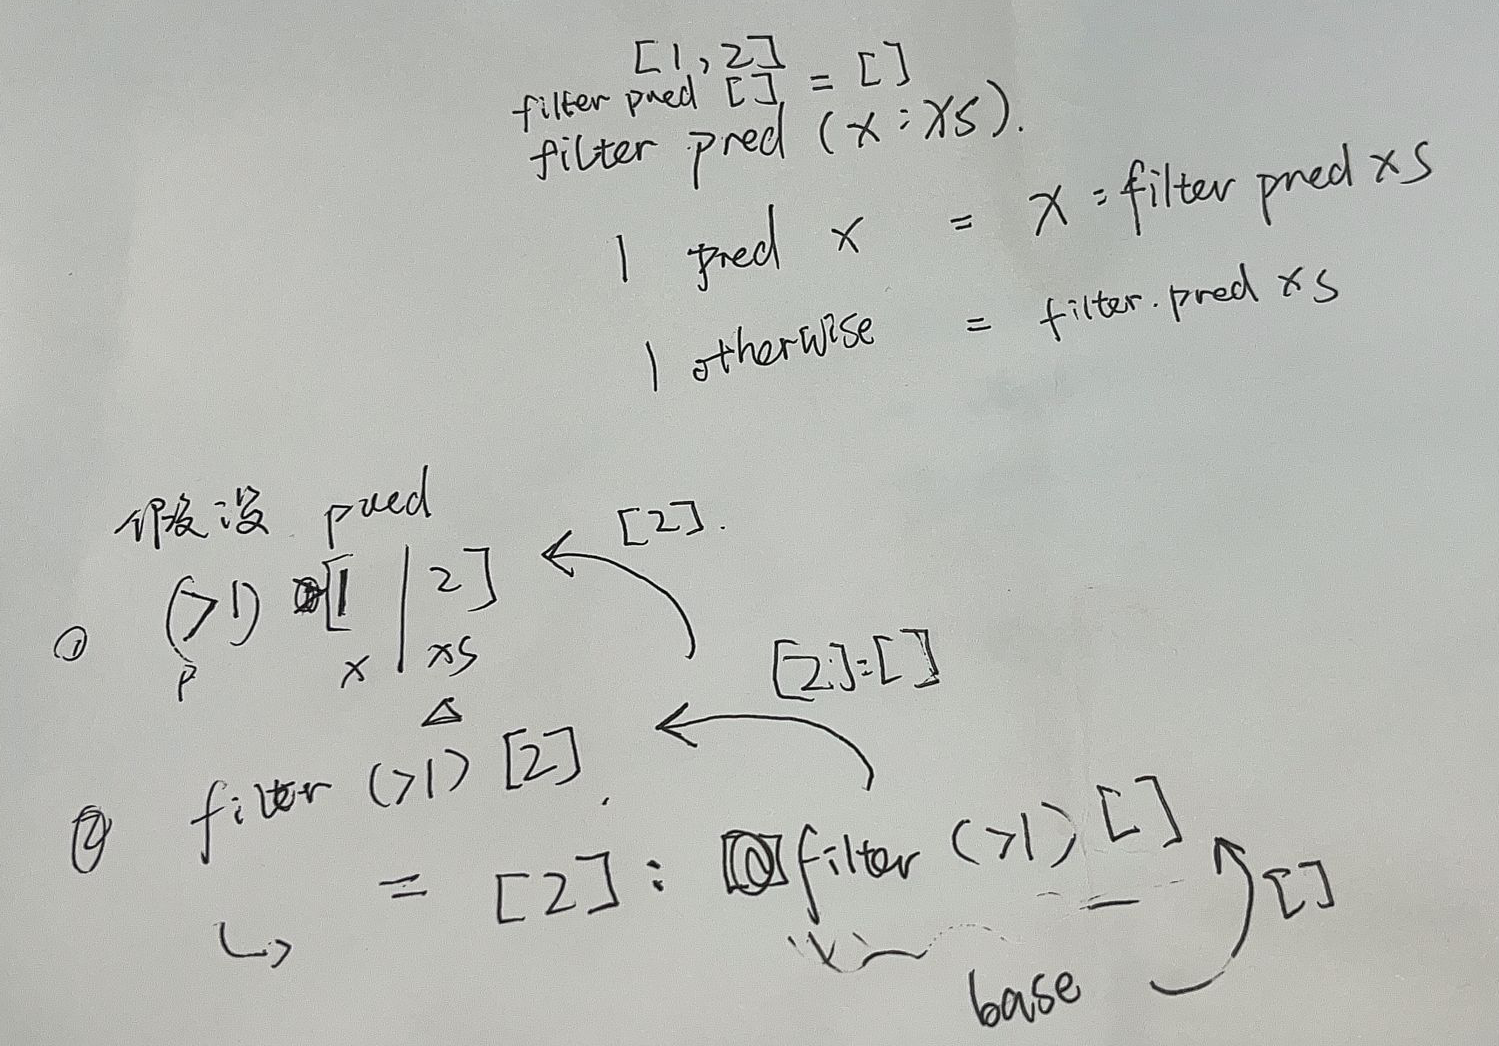 [1,2]
filter pred [] = []
filter pred (x:xs).
| pred x = x:filter pred xs
| otherwise = filter.pred xs
假设 pred
[2].
① (>1) [1 | 2]
p x xs
[2]:[]
② filter (>1) [2].
= [2]: filter (>1) []
[]
base